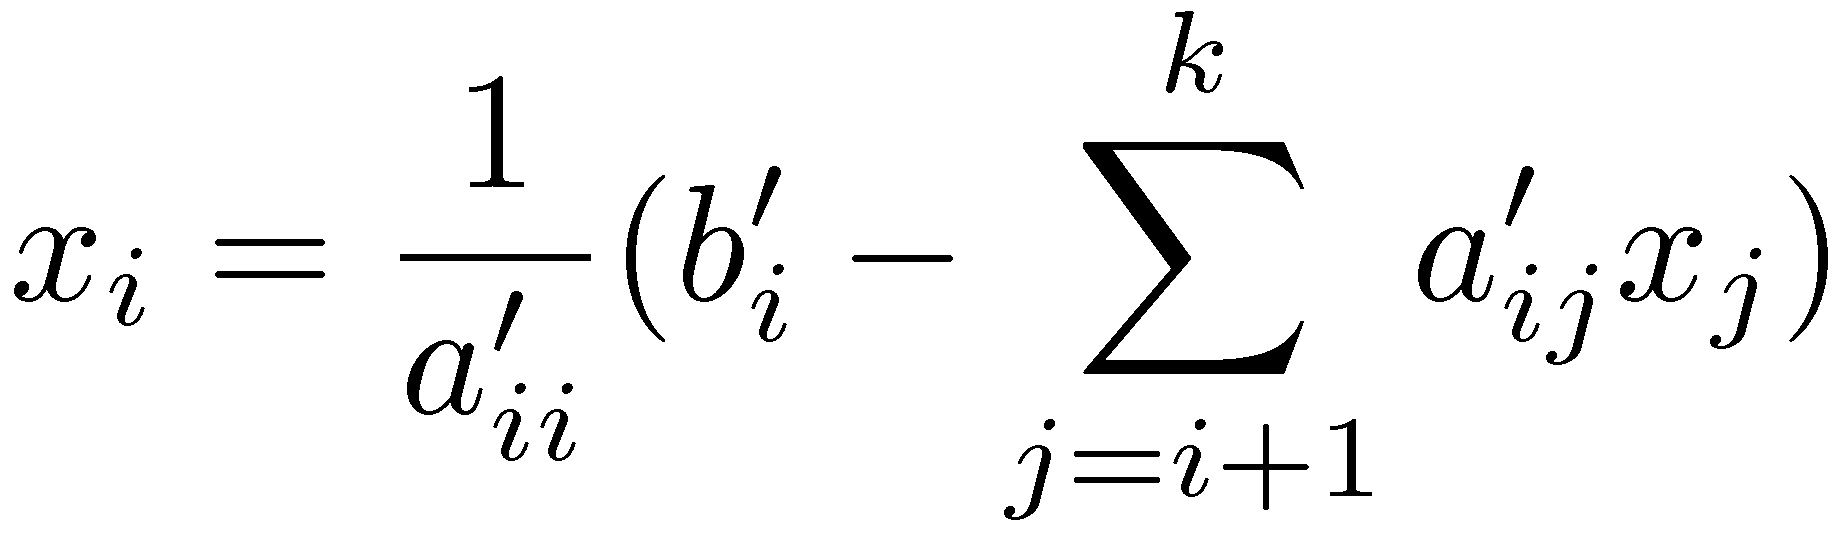 x_i = \frac{1}{a'_{ii}}(b'_i - \sum_{j=i+1}^{k} a'_{ij}x_j)